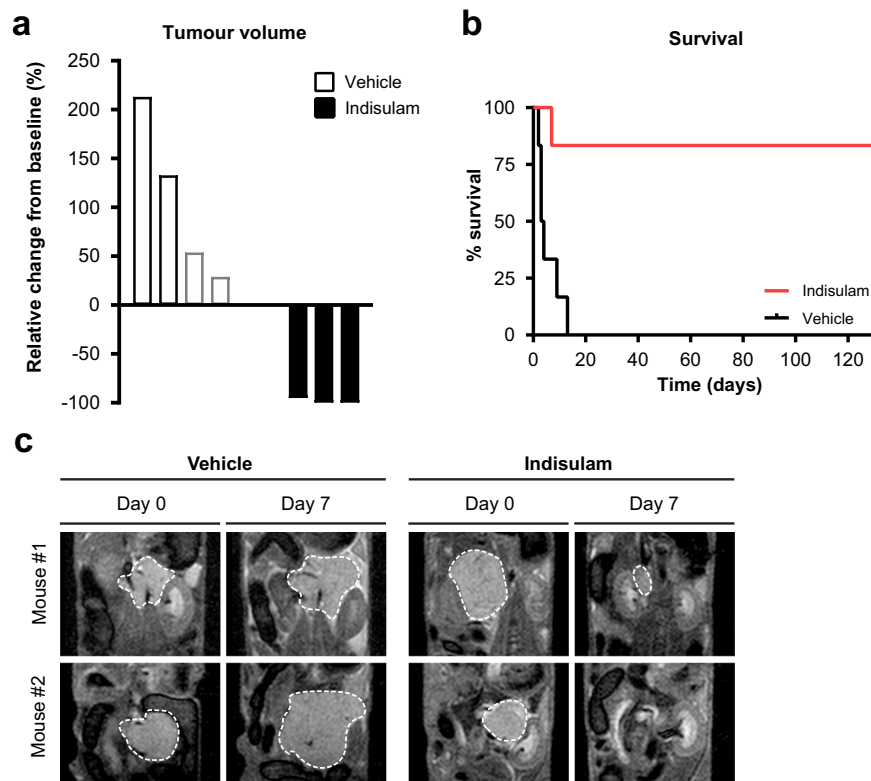 a
Tumour volume
Relative change from baseline (%)
250
200
150
100
50
0
-50
-100
Vehicle
Indisulam
b
Survival
% survival
100
75
50
25
0
0 20 40 60 80 100 120
Time (days)
Indisulam
Vehicle
c
Vehicle Indisulam
Day 0 Day 7 Day 0 Day 7
Mouse #1
Mouse #2